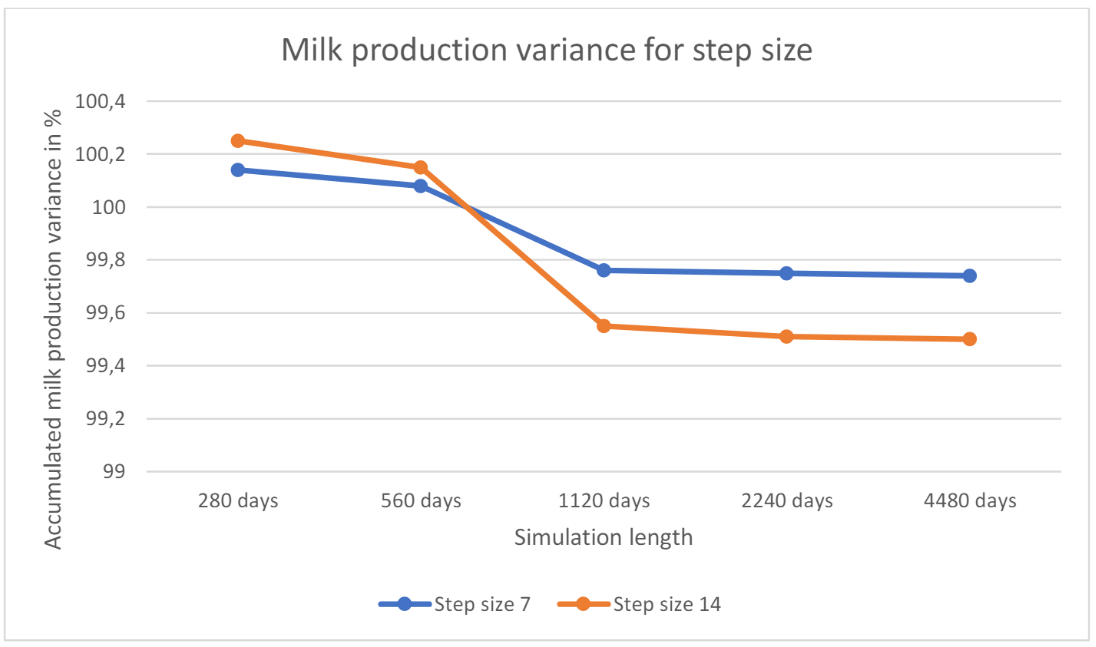 Milk production variance for step size
Accumulated milk production variance in %
100,4
100,2
100
99,8
99,6
99,4
99,2
99
280 days
560 days
1120 days
2240 days
4480 days
Simulation length
Step size 7
Step size 14